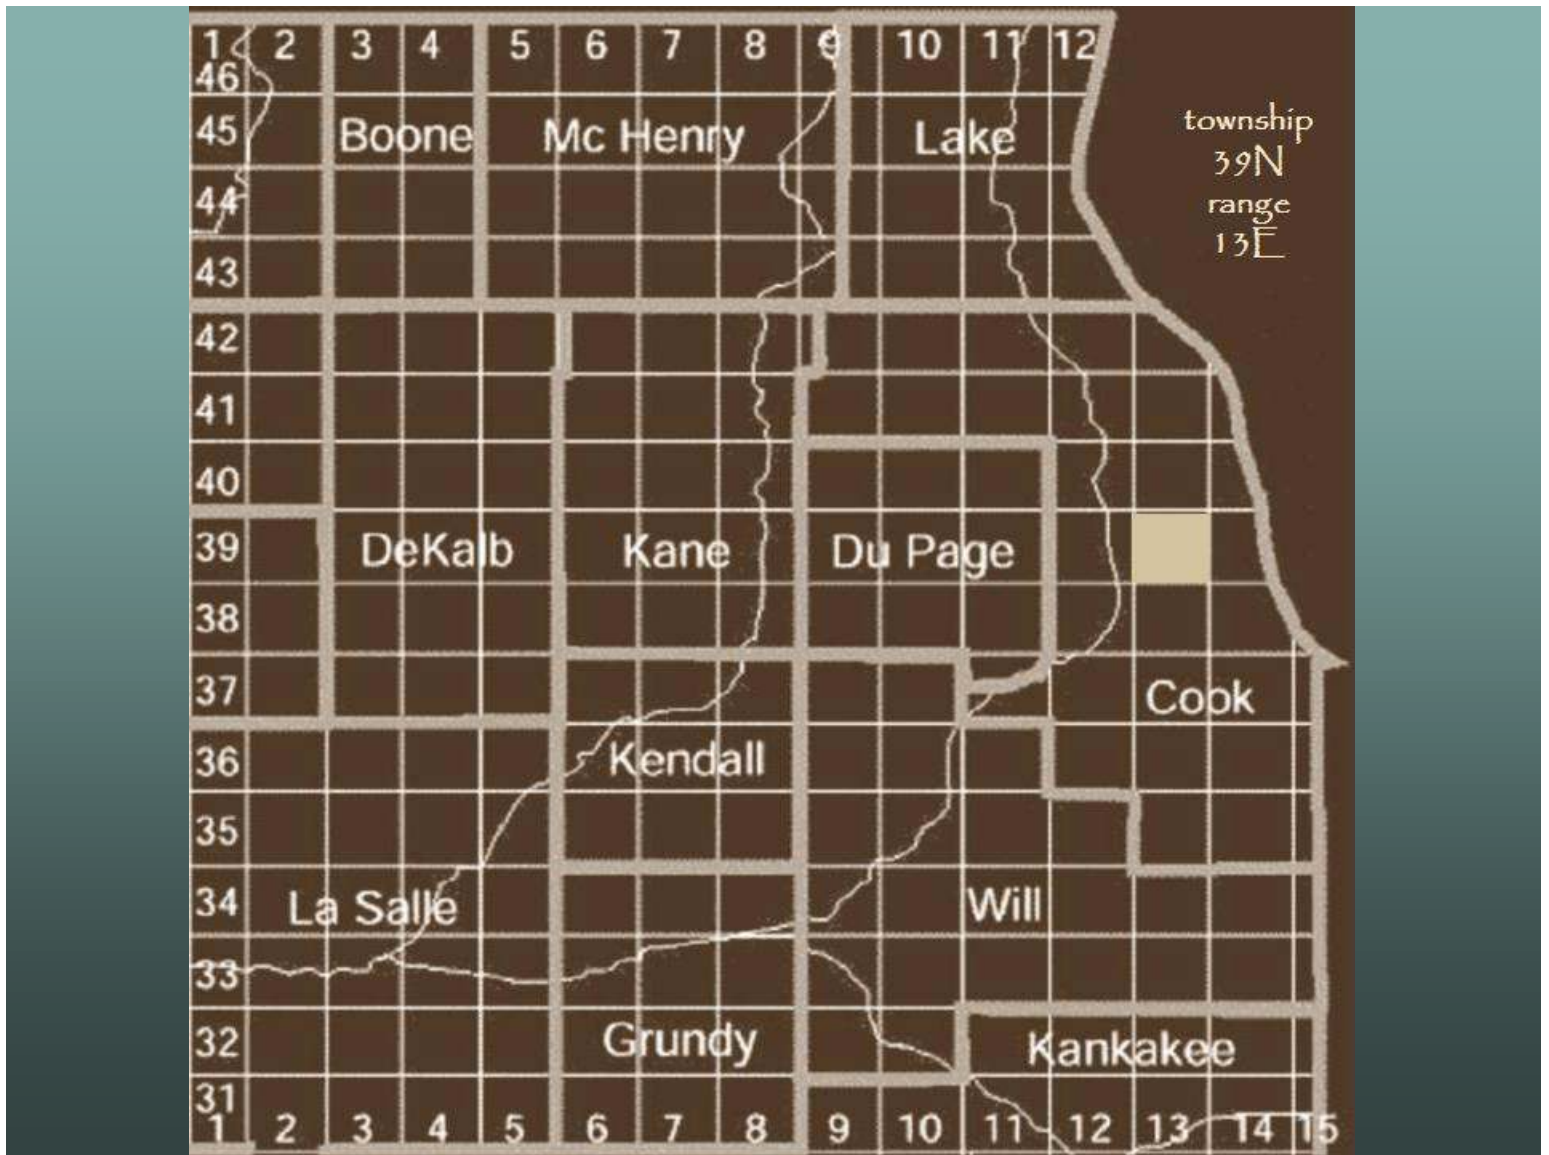 1 2 3 4 5 6 7 8 9 10 11 12
46
45 Boone Mc Henry Lake
township
39N
range
13E
44
43
42
41
40
39 DeKalb Kane Du Page
38
37 Cook
36 Kendall
35
34 La Salle Will
33
32 Grundy Kankakee
31
1 2 3 4 5 6 7 8 9 10 11 12 13 14 15